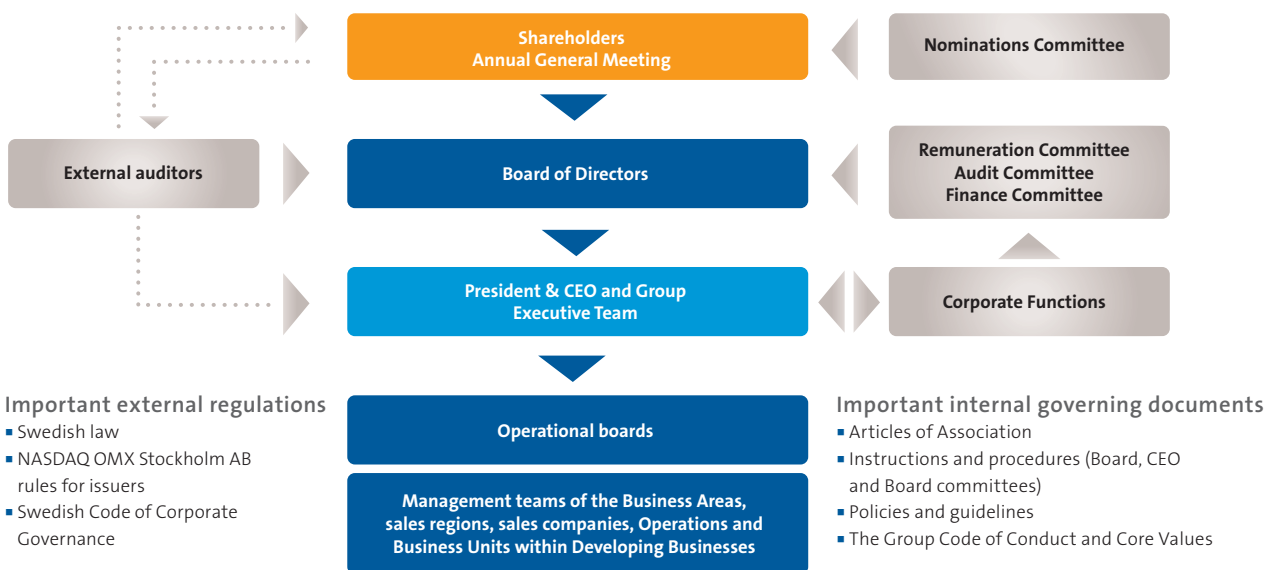 Shareholders
Annual General Meeting
Nominations Committee
External auditors
Board of Directors
Remuneration Committee
Audit Committee
Finance Committee
President & CEO and Group
Executive Team
Corporate Functions
Important external regulations
▪ Swedish law
▪ NASDAQ OMX Stockholm AB
rules for issuers
▪ Swedish Code of Corporate
Governance
Operational boards
Management teams of the Business Areas,
sales regions, sales companies, Operations and
Business Units within Developing Businesses
Important internal governing documents
▪ Articles of Association
▪ Instructions and procedures (Board, CEO
and Board committees)
▪ Policies and guidelines
▪ The Group Code of Conduct and Core Values